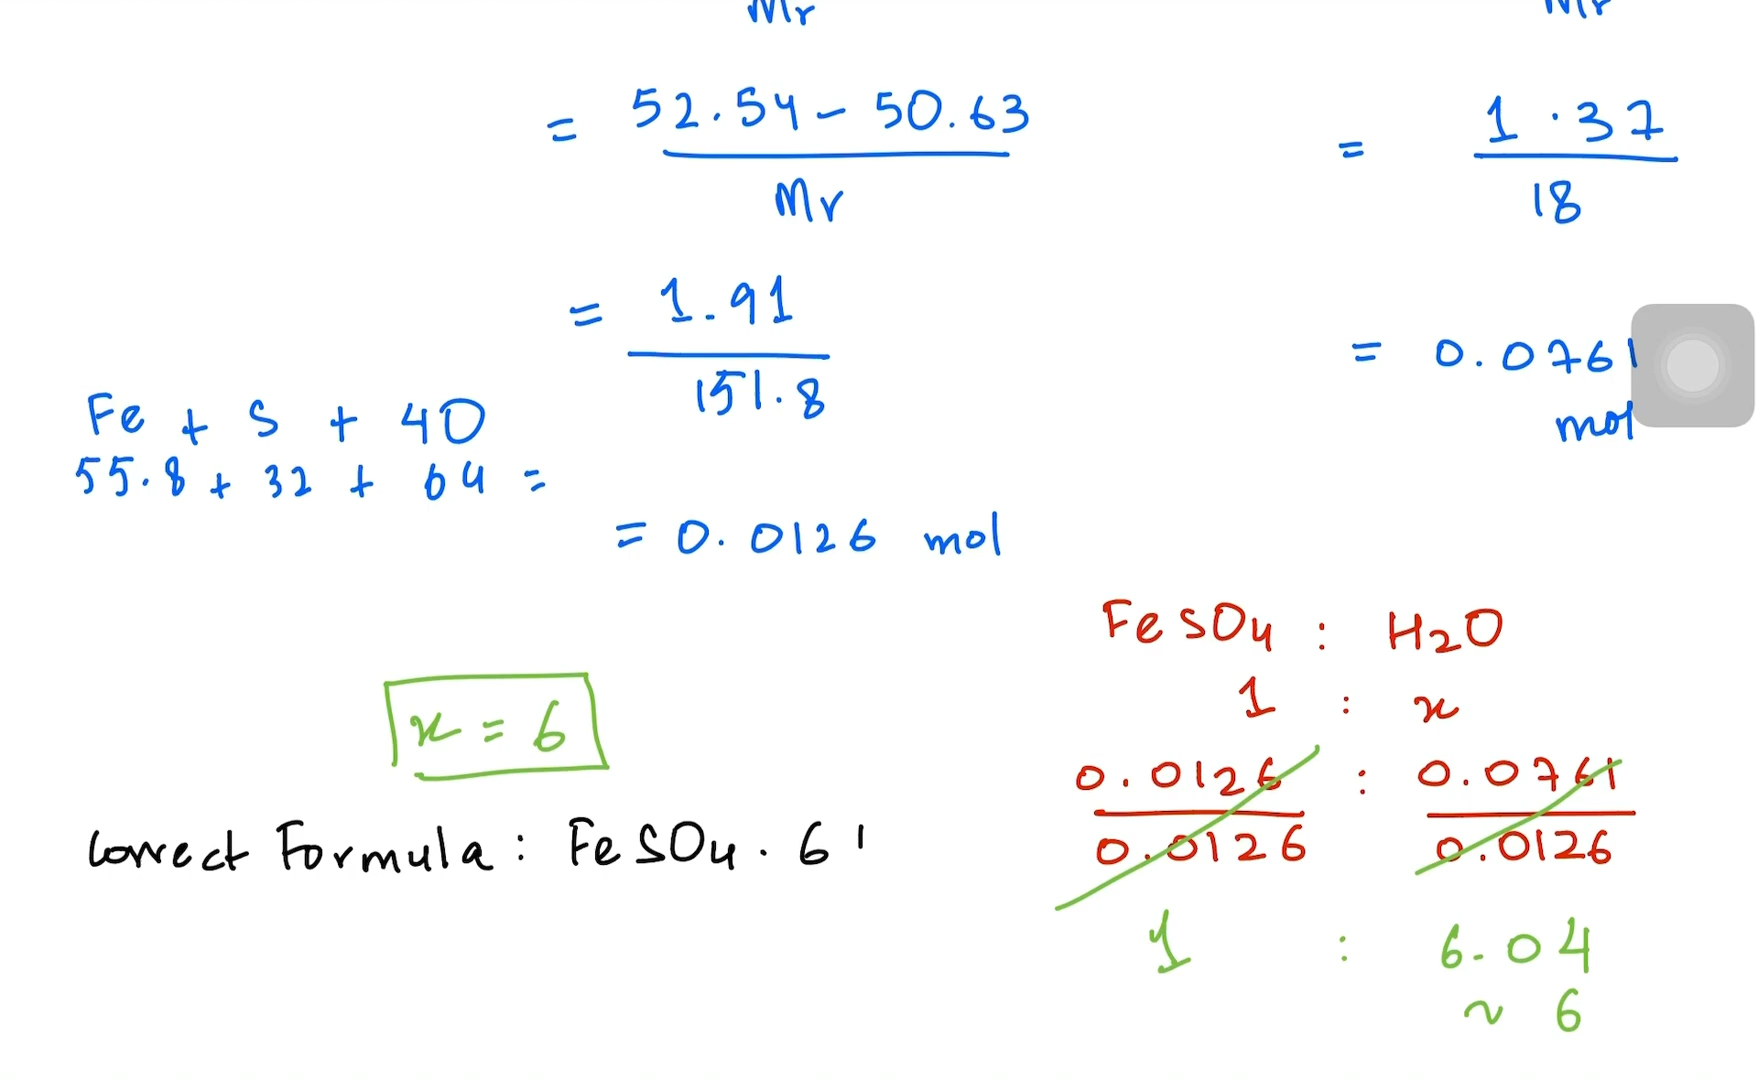 Mr
Mr
= 52.54 - 50.63
Mr
= 1.37
18
= 1.91
151.8
= 0.0761
mol
Fe + S + 4O
55.8 + 32 + 64 =
= 0.0126 mol
FeSO4 : H2O
1 : x
0.0126 : 0.0761
0.0126 0.0126
1 : 6.04
~ 6
x = 6
Correct Formula : FeSO4 . 6